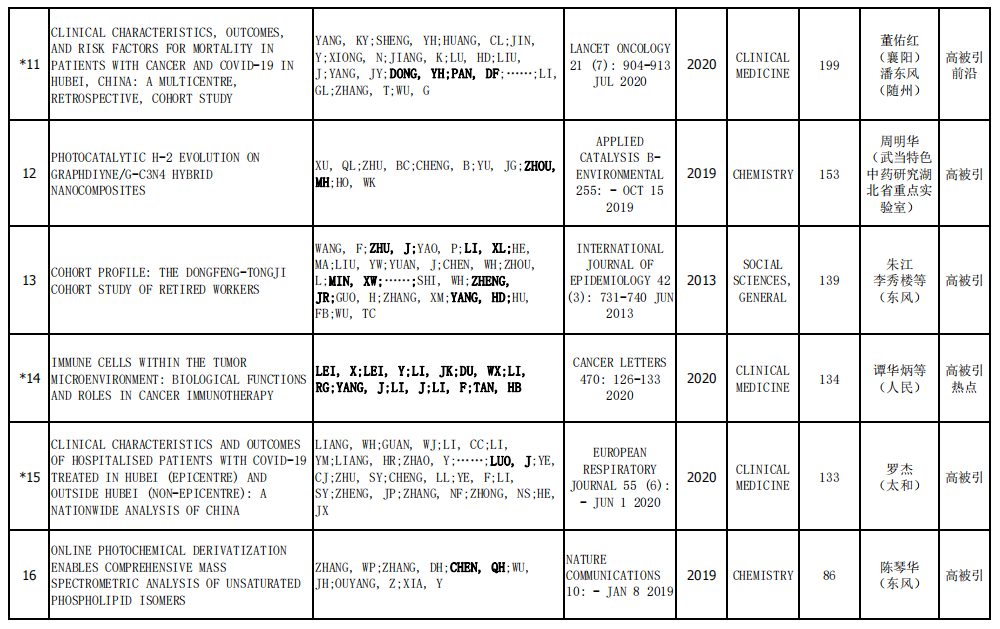 *11
CLINICAL CHARACTERISTICS, OUTCOMES,
AND RISK FACTORS FOR MORTALITY IN
PATIENTS WITH CANCER AND COVID-19 IN
HUBEI, CHINA: A MULTICENTRE,
RETROSPECTIVE, COHORT STUDY
YANG, KY;SHENG, YH;HUANG, CL;JIN,
Y;XIONG, N;JIANG, K;LU, HD;LIU,
J;YANG, JY;DONG, YH;PAN, DF;……;LI,
GL;ZHANG, T;WU, G
LANCET ONCOLOGY
21 (7): 904-913
JUL 2020
2020
CLINICAL
MEDICINE
199
董佑红
（襄阳）
潘东风
（随州）
高被引
前沿
12
PHOTOCATALYTIC H-2 EVOLUTION ON
GRAPHDIYNE/G-C3N4 HYBRID
NANOCOMPOSITES
XU, QL;ZHU, BC;CHENG, B;YU, JG;ZHOU,
MH;HO, WK
APPLIED
CATALYSIS B-
ENVIRONMENTAL
255: - OCT 15
2019
2019
CHEMISTRY
153
周明华
（武当特色
中药研究湖
北省重点实
验室）
高被引
13
COHORT PROFILE: THE DONGFENG-TONGJI
COHORT STUDY OF RETIRED WORKERS
WANG, F;ZHU, J;YAO, P;LI, XL;HE,
MA;LIU, YW;YUAN, J;CHEN, WH;ZHOU,
L;MIN, XW;……;SHI, WH;ZHENG,
JR;GUO, H;ZHANG, XM;YANG, HD;HU,
FB;WU, TC
INTERNATIONAL
JOURNAL OF
EPIDEMIOLOGY 42
(3): 731-740 JUN
2013
2013
SOCIAL
SCIENCES,
GENERAL
139
朱江
李秀楼等
（东风）
高被引
*14
IMMUNE CELLS WITHIN THE TUMOR
MICROENVIRONMENT: BIOLOGICAL FUNCTIONS
AND ROLES IN CANCER IMMUNOTHERAPY
LEI, X;LEI, Y;LI, JK;DU, WX;LI,
RG;YANG, J;LI, J;LI, F;TAN, HB
CANCER LETTERS
470: 126-133
2020
2020
CLINICAL
MEDICINE
134
谭华炳等
（人民）
高被引
热点
*15
CLINICAL CHARACTERISTICS AND OUTCOMES
OF HOSPITALISED PATIENTS WITH COVID-19
TREATED IN HUBEI (EPICENTRE) AND
OUTSIDE HUBEI (NON-EPICENTRE): A
NATIONWIDE ANALYSIS OF CHINA
LIANG, WH;GUAN, WJ;LI, CC;LI,
YM;LIANG, HR;ZHAO, Y;……;LUO, J;YE,
CJ;ZHU, SY;CHENG, LL;YE, F;LI,
SY;ZHENG, JP;ZHANG, NF;ZHONG, NS;HE,
JX
EUROPEAN
RESPIRATORY
JOURNAL 55 (6):
- JUN 1 2020
2020
CLINICAL
MEDICINE
133
罗杰
（太和）
高被引
16
ONLINE PHOTOCHEMICAL DERIVATIZATION
ENABLES COMPREHENSIVE MASS
SPECTROMETRIC ANALYSIS OF UNSATURATED
PHOSPHOLIPID ISOMERS
ZHANG, WP;ZHANG, DH;CHEN, QH;WU,
JH;OUYANG, Z;XIA, Y
NATURE
COMMUNICATIONS
10: - JAN 8 2019
2019
CHEMISTRY
86
陈琴华
（东风）
高被引